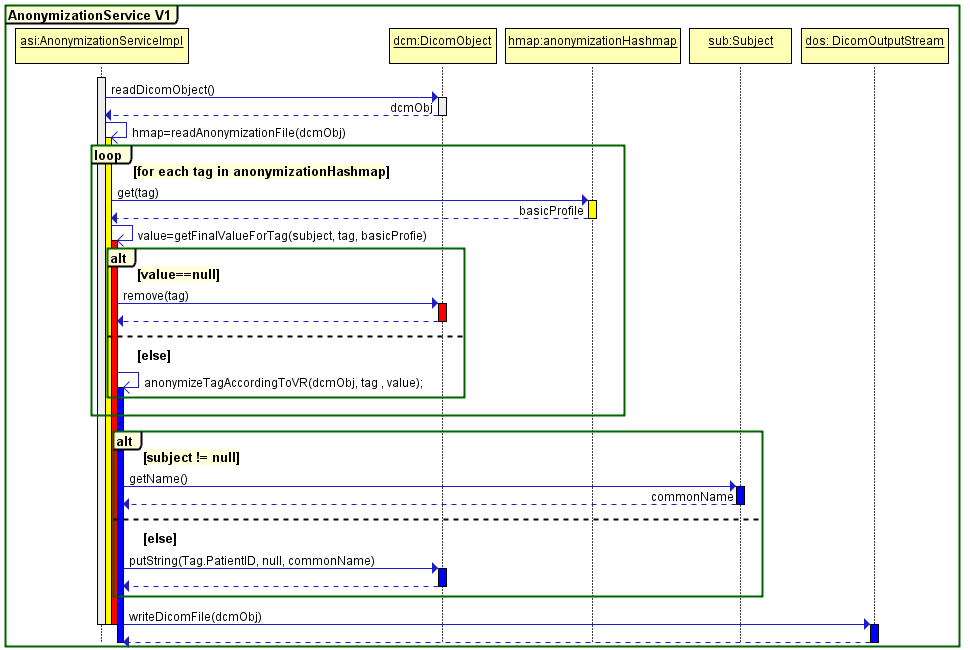 AnonymizationService V1
asi:AnonymizationServiceImpl
dcm:DicomObject
hmap:anonymizationHashmap
sub:Subject
dos: DicomOutputStream
readDicomObject()
dcmObj
hmap=readAnonymizationFile(dcmObj)
loop
[for each tag in anonymizationHashmap]
get(tag)
basicProfile
value=getFinalValueForTag(subject, tag, basicProfie)
alt
[value==null]
remove(tag)
[else]
anonymizeTagAccordingToVR(dcmObj, tag , value);
alt
[subject != null]
getName()
commonName
[else]
putString(Tag.PatientID, null, commonName)
writeDicomFile(dcmObj)